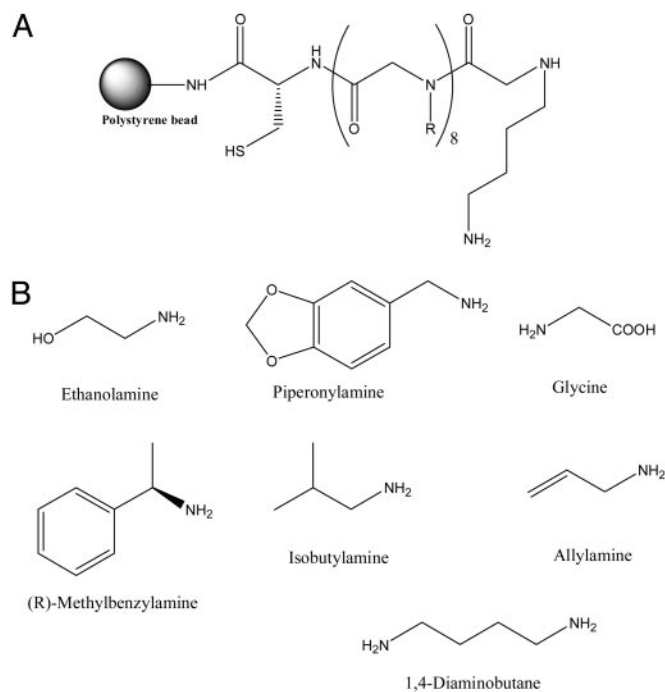 A
O
H
N
O
O
NH
N
NH
Polystyrene bead
O
R
8
HS
NH₂
B
O
NH₂
NH₂
H₂N
COOH
HO
O
Ethanolamine
Piperonylamine
Glycine
NH₂
NH₂
NH₂
Isobutylamine
Allylamine
(R)-Methylbenzylamine
H₂N
NH₂
1,4-Diaminobutane